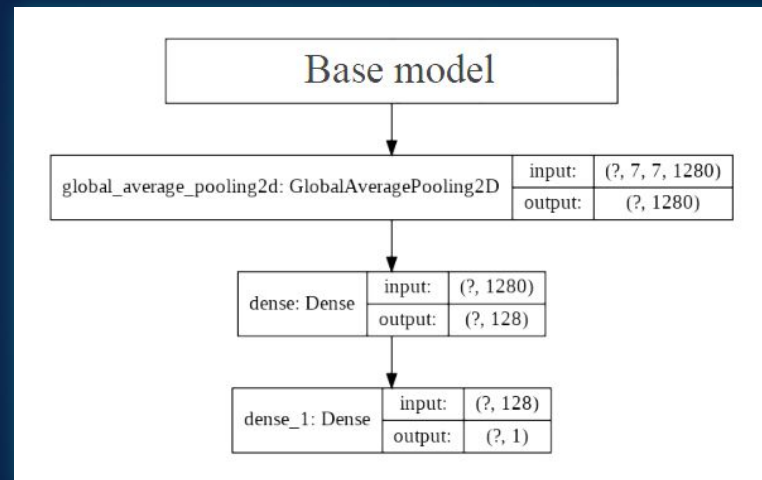 Base model
global_average_pooling2d: GlobalAveragePooling2D
input: (?, 7, 7, 1280)
output: (?, 1280)
dense: Dense
input: (?, 1280)
output: (?, 128)
dense_1: Dense
input: (?, 128)
output: (?, 1)